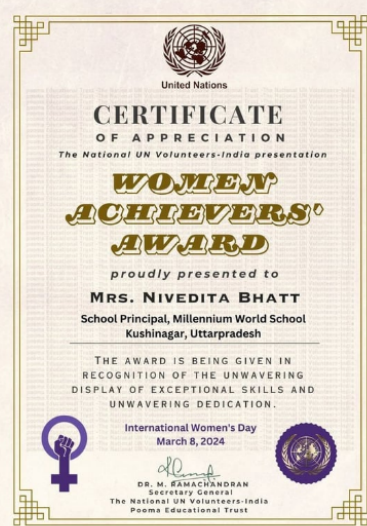 United Nations
CERTIFICATE
OF APPRECIATION
The National UN Volunteers-India presentation
WOMEN
ACHIEVERS'
AWARD
proudly presented to
MRS. NIVEDITA BHATT
School Principal, Millennium World School
Kushinagar, Uttarpradesh
THE AWARD IS BEING GIVEN IN
RECOGNITION OF THE UNWAVERING
DISPLAY OF EXCEPTIONAL SKILLS AND
UNWAVERING DEDICATION.
International Women's Day
March 8, 2024
DR. M. RAMACHANDRAN
Secretary General
The National UN Volunteers-India
Pooma Educational Trust